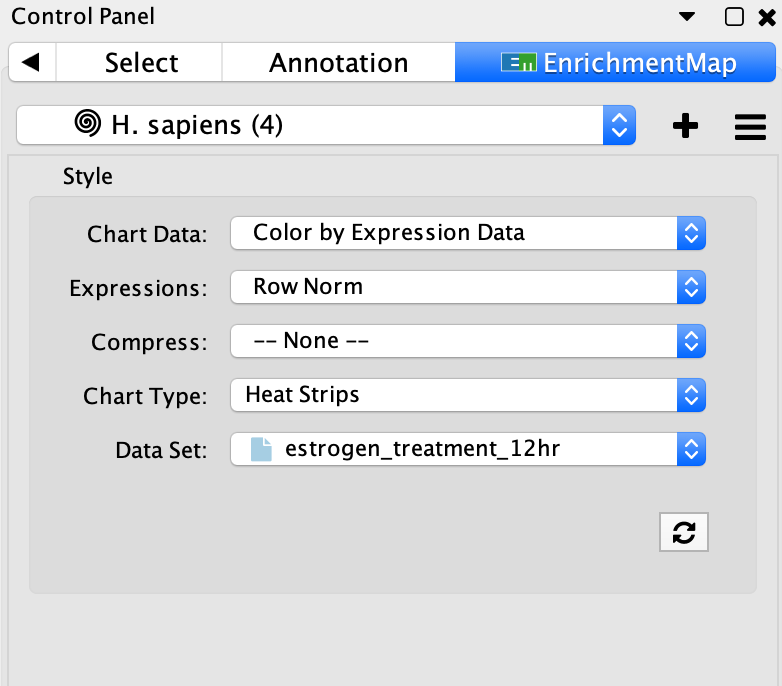 Control Panel
Select Annotation EnrichmentMap
H. sapiens (4)
Style
Chart Data: Color by Expression Data
Expressions: Row Norm
Compress: -- None --
Chart Type: Heat Strips
Data Set: estrogen_treatment_12hr